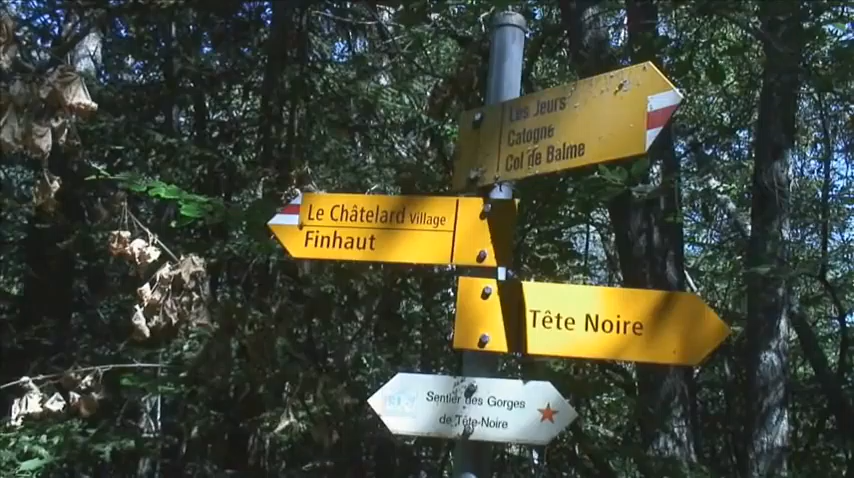 Les Jeurs
Catogne
Col de Balme
Le Châtelard village
Finhaut
Tête Noire
Sentier des Gorges
de Tête-Noire